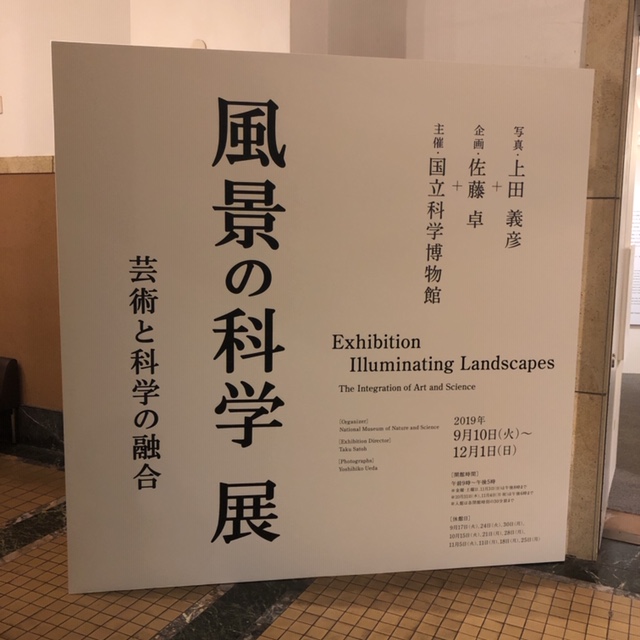 写真・上田 義彦
+
企画・佐藤 卓
+
主催・国立科学博物館
風景の科学 展
芸術と科学の融合
Exhibition
Illuminating Landscapes
The Integration of Art and Science
[Organizer]
National Museum of Nature and Science
[Exhibition Director]
Taku Satoh
[Photographs]
Yoshihiko Ueda
2019年
9月10日(火)〜
12月1日(日)
[開館時間]
午前9時〜午後5時
[休館日]